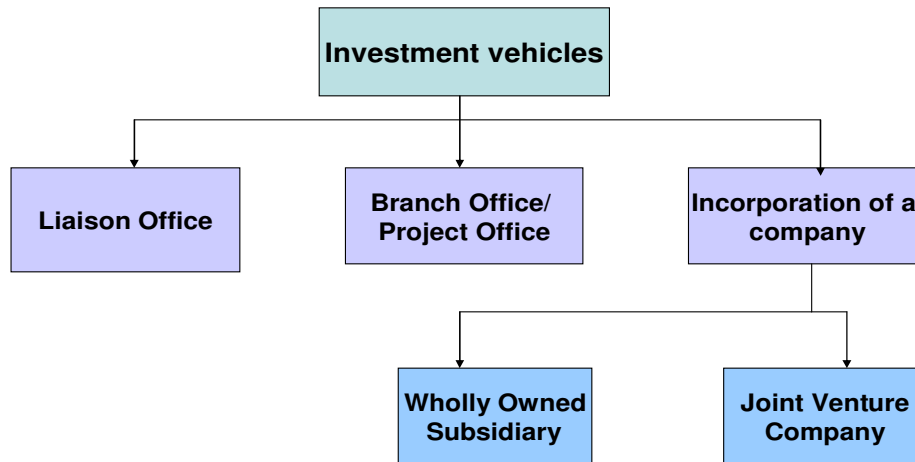 Investment vehicles
Liaison Office
Branch Office/
Project Office
Incorporation of a
company
Wholly Owned
Subsidiary
Joint Venture
Company